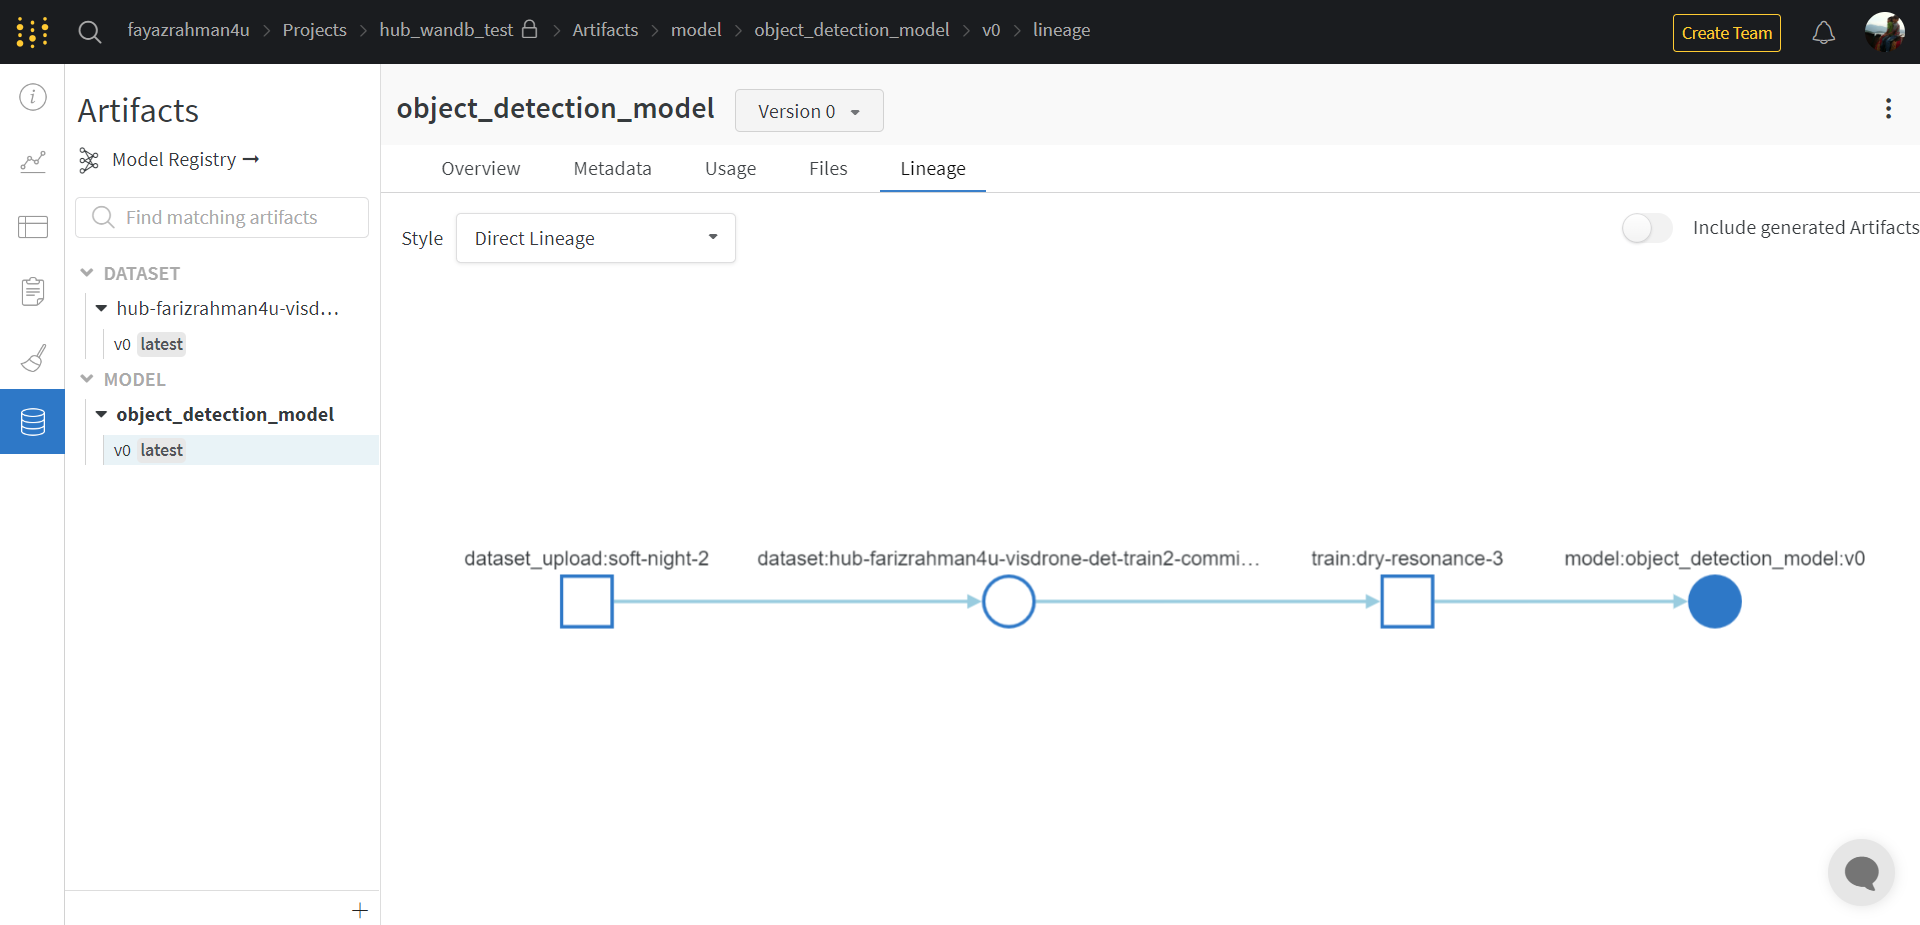 fayazrahman4u > Projects > hub_wandb_test > Artifacts > model > object_detection_model > v0 > lineage
Create Team
Artifacts
Model Registry →
Find matching artifacts
DATASET
hub-farizrahman4u-visd...
v0 latest
MODEL
object_detection_model
v0 latest
object_detection_model
Version 0
Overview Metadata Usage Files Lineage
Style Direct Lineage
Include generated Artifacts
dataset_upload:soft-night-2 dataset:hub-farizrahman4u-visdrone-det-train2-commi... train:dry-resonance-3 model:object_detection_model:v0